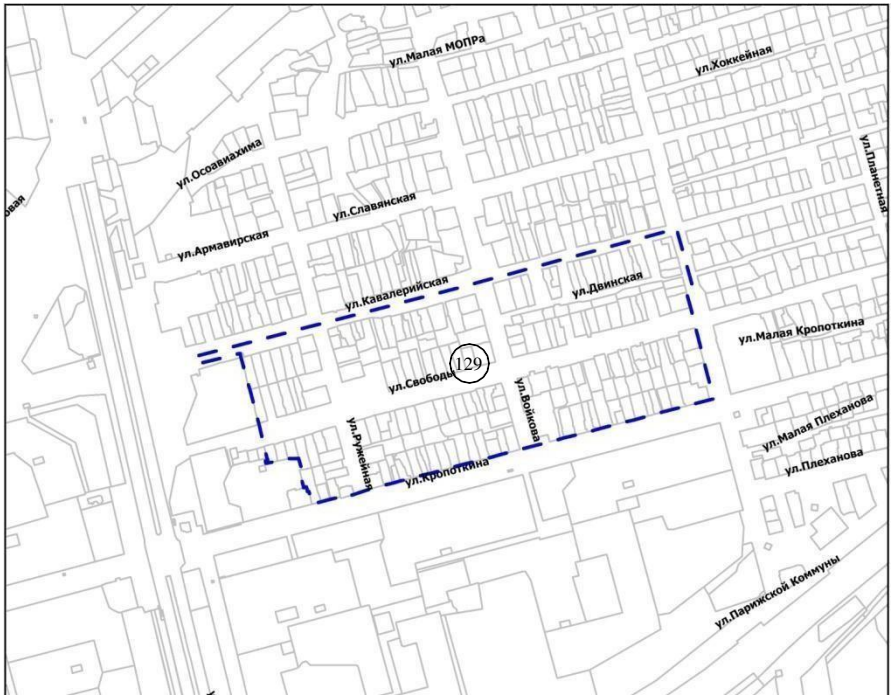 ул.Малая МОПРа
ул.Хоккейная
ул.Осоавиахима
ул.Планетная
овая
ул.Славянская
ул.Армавирская
ул.Кавалерийская
ул.Двинская
ул.Малая Кропоткина
129
ул.Свободы
ул.Войкова
ул.Ружейная
ул.Малая Плеханова
ул.Плеханова
ул.Кропоткина
ул.Парижской Коммуны